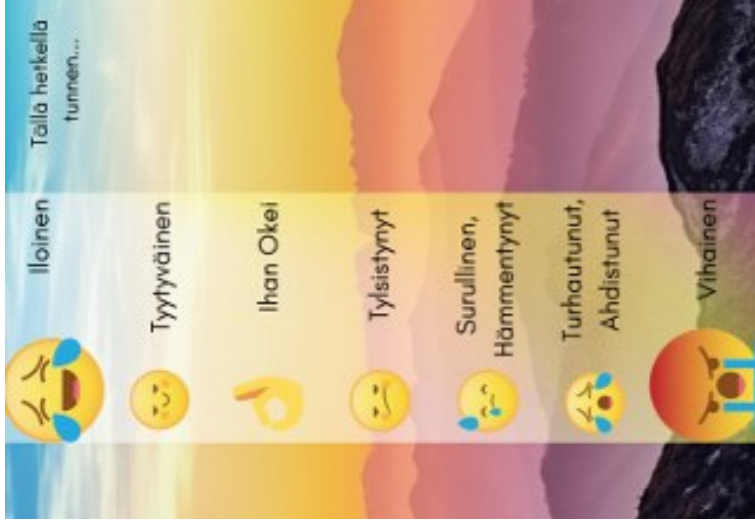 Tällä hetkellä
tunnen...
Iloinen
Tyytyväinen
Ihan Okei
Tylsistynyt
Surullinen,
Hämmentynyt
Turhautunut,
Ahdistunut
Vihainen